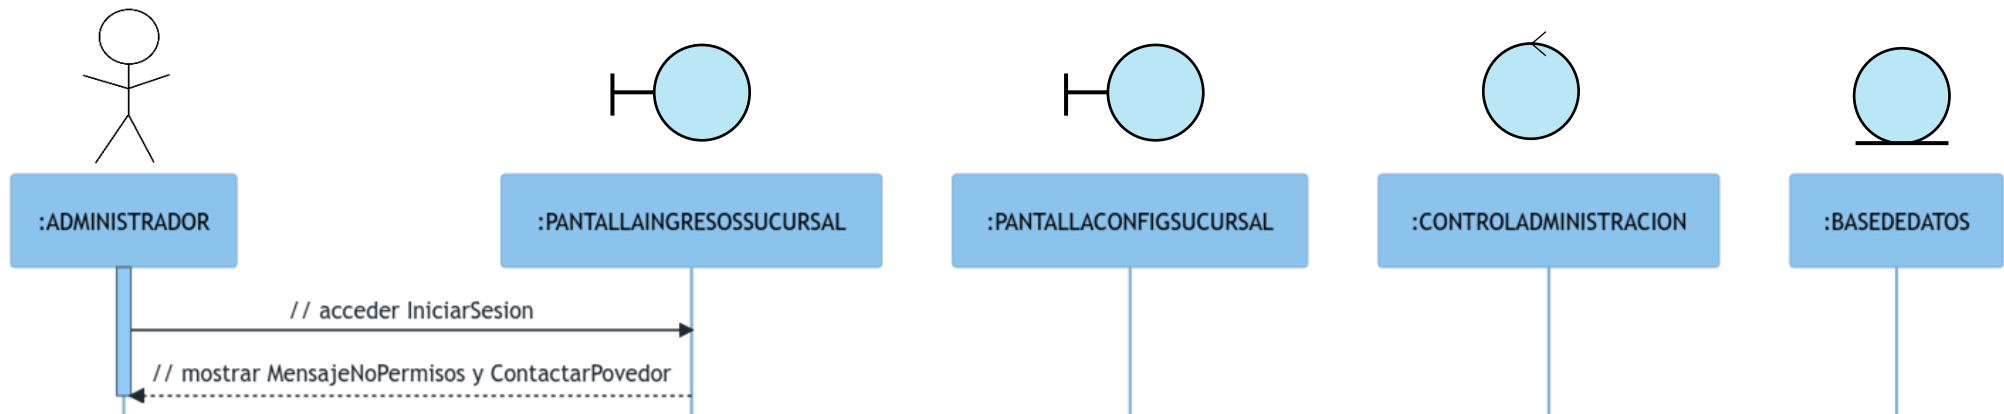 :ADMINISTRADOR
:PANTALLAINGRESOSSUCURSAL
:PANTALLACONFIGSUCURSAL
:CONTROLADMINISTRACION
:BASEDEDATOS
// acceder IniciarSesion
// mostrar MensajeNoPermisos y ContactarPovedor